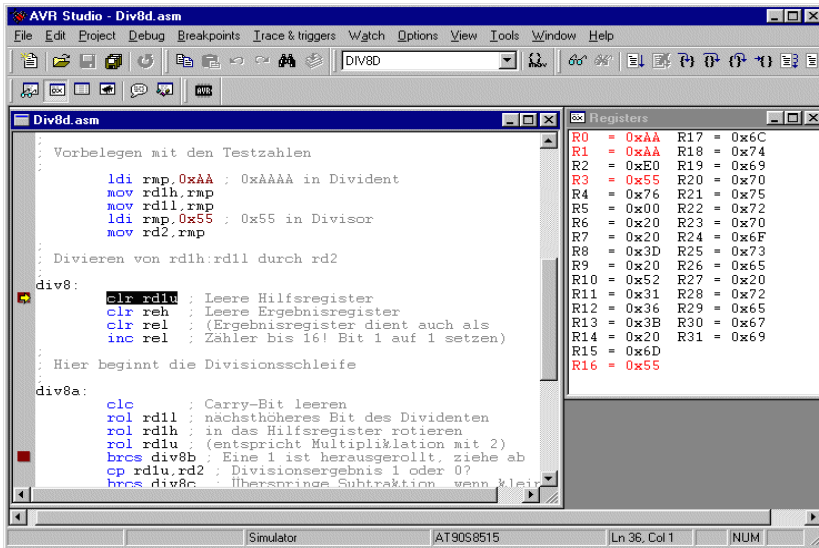 AVR Studio - Div8d.asm
File Edit Project Debug Breakpoints Trace & triggers Watch Options View Tools Window Help
DIV8D
AVR
Div8d.asm
;
; Vorbelegen mit den Testzahlen
;
ldi rmp,0xAA ; 0xAAAA in Divident
mov rd1h,rmp
mov rd1l,rmp
ldi rmp,0x55 ; 0x55 in Divisor
mov rd2,rmp
;
; Divieren von rd1h:rd1l durch rd2
;
div8:
clr rd1u ; Leere Hilfsregister
clr reh ; Leere Ergebnisregister
clr rel ; (Ergebnisregister dient auch als
inc rel ; Zähler bis 16! Bit 1 auf 1 setzen)
;
; Hier beginnt die Divisionsschleife
;
div8a:
clc ; Carry-Bit leeren
rol rd1l ; nächsthöheres Bit des Dividenten
rol rd1h ; in das Hilfsregister rotieren
rol rd1u ; (entspricht Multipliklation mit 2)
brcs div8b ; Eine 1 ist herausgerollt, ziehe ab
cp rd1u,rd2 ; Divisionsergebnis 1 oder 0?
brcs div8c ; Überspringe Subtraktion, wenn klein
Registers
R0 = 0xAA R17 = 0x6C
R1 = 0xAA R18 = 0x74
R2 = 0xE0 R19 = 0x69
R3 = 0x55 R20 = 0x70
R4 = 0x76 R21 = 0x75
R5 = 0x00 R22 = 0x72
R6 = 0x20 R23 = 0x70
R7 = 0x20 R24 = 0x6F
R8 = 0x3D R25 = 0x73
R9 = 0x20 R26 = 0x65
R10 = 0x52 R27 = 0x20
R11 = 0x31 R28 = 0x72
R12 = 0x36 R29 = 0x65
R13 = 0x3B R30 = 0x67
R14 = 0x20 R31 = 0x69
R15 = 0x6D
R16 = 0x55
Simulator AT90S8515 Ln 36, Col 1 NUM